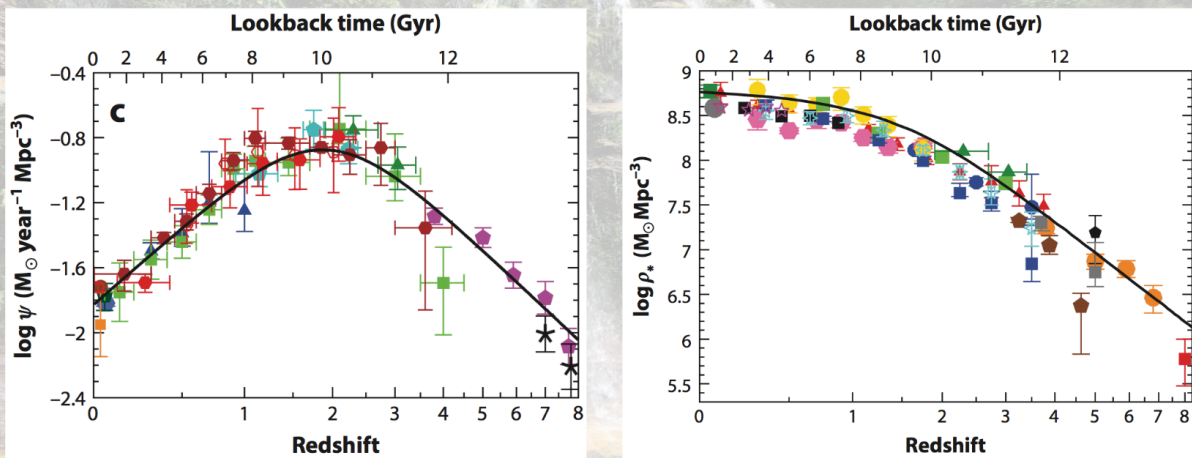 Lookback time (Gyr)
0 2 4 6 8 10 12
−0.4
−0.8
−1.2
−1.6
−2
−2.4
c
log ψ (M⊙ year−1 Mpc−3)
0 1 2 3 4 5 6 7 8
Redshift
Lookback time (Gyr)
0 2 4 6 8 10 12
9
8.5
8
7.5
7
6.5
6
5.5
log ρ* (M⊙ Mpc−3)
0 1 2 3 4 5 6 7 8
Redshift